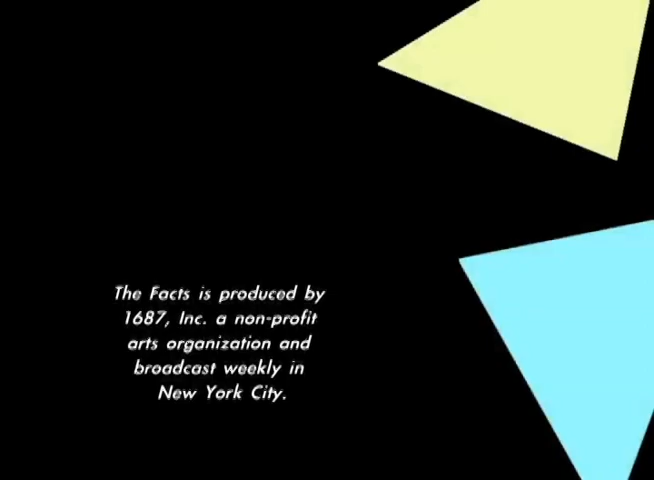 The Facts is produced by
1687, Inc. a non-profit
arts organization and
broadcast weekly in
New York City.